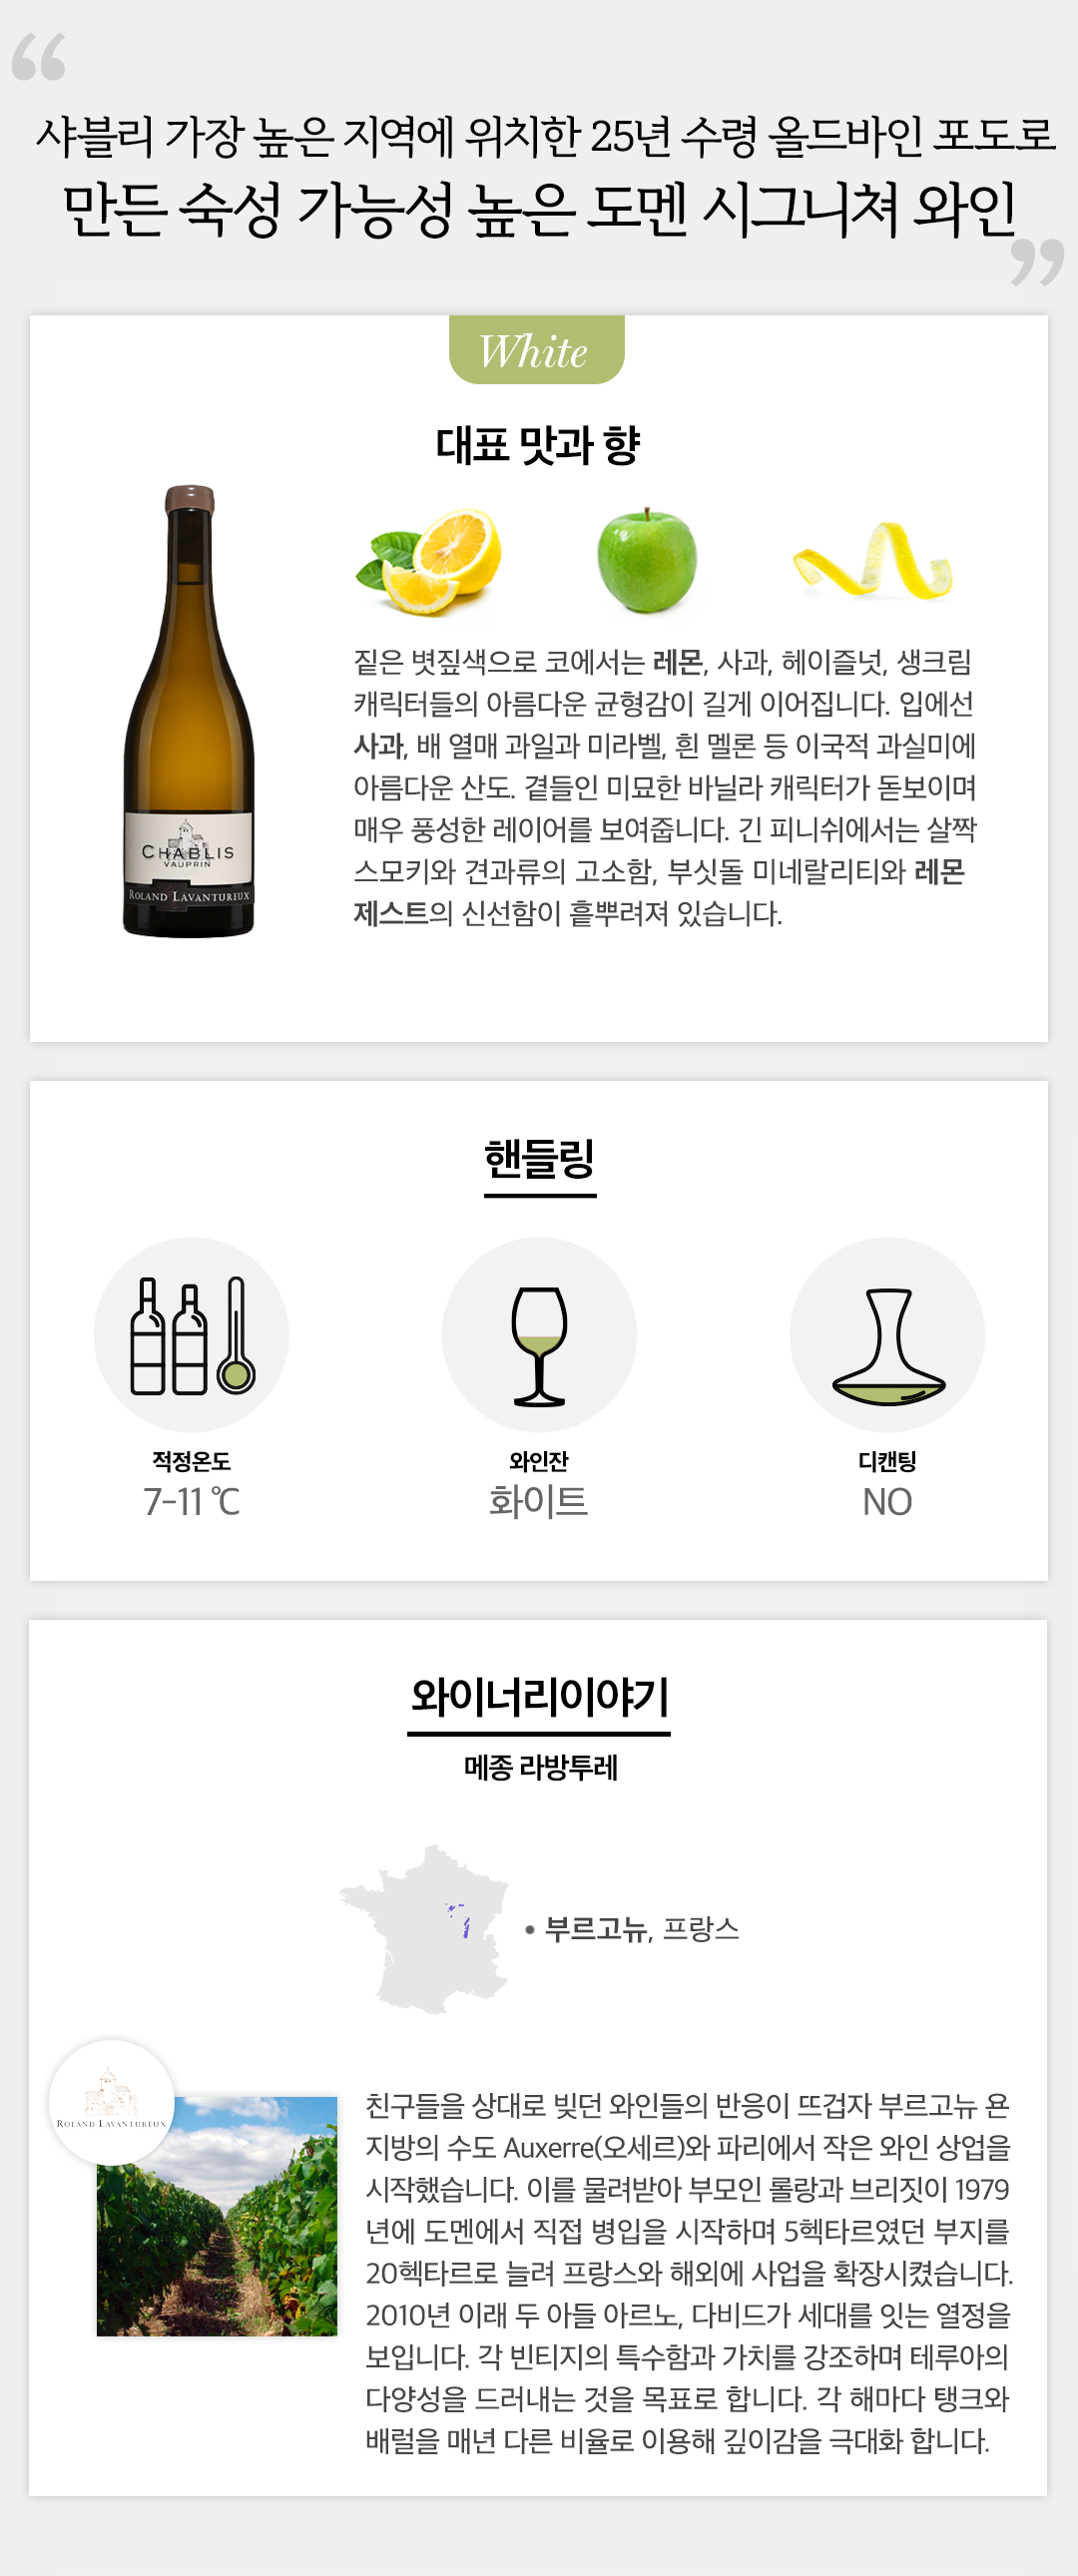 “
샤블리 가장 높은 지역에 위치한 25년 수령 올드바인 포도로
만든 숙성 가능성 높은 도멘 시그니쳐 와인
”
White
대표 맛과 향
짙은 볏짚색으로 코에서는 레몬, 사과, 헤이즐넛, 생크림
캐릭터들의 아름다운 균형감이 길게 이어집니다. 입에선
사과, 배 열매 과일과 미라벨, 흰 멜론 등 이국적 과실미에
아름다운 산도. 곁들인 미묘한 바닐라 캐릭터가 돋보이며
매우 풍성한 레이어를 보여줍니다. 긴 피니쉬에서는 살짝
스모키와 견과류의 고소함, 부싯돌 미네랄리티와 레몬
제스트의 신선함이 흩뿌려져 있습니다.
CHABLIS
VAUPRIN
ROLAND LAVANTUREUX
핸들링
적정온도
7-11 ℃
와인잔
화이트
디캔팅
NO
와이너리이야기
메종 라방투레
• 부르고뉴, 프랑스
ROLAND LAVANTUREUX
친구들을 상대로 빚던 와인들의 반응이 뜨겁자 부르고뉴 욘
지방의 수도 Auxerre(오세르)와 파리에서 작은 와인 상업을
시작했습니다. 이를 물려받아 부모인 롤랑과 브리짓이 1979
년에 도멘에서 직접 병입을 시작하며 5헥타르였던 부지를
20헥타르로 늘려 프랑스와 해외에 사업을 확장시켰습니다.
2010년 이래 두 아들 아르노, 다비드가 세대를 잇는 열정을
보입니다. 각 빈티지의 특수함과 가치를 강조하며 테루아의
다양성을 드러내는 것을 목표로 합니다. 각 해마다 탱크와
배럴을 매년 다른 비율로 이용해 깊이감을 극대화 합니다.